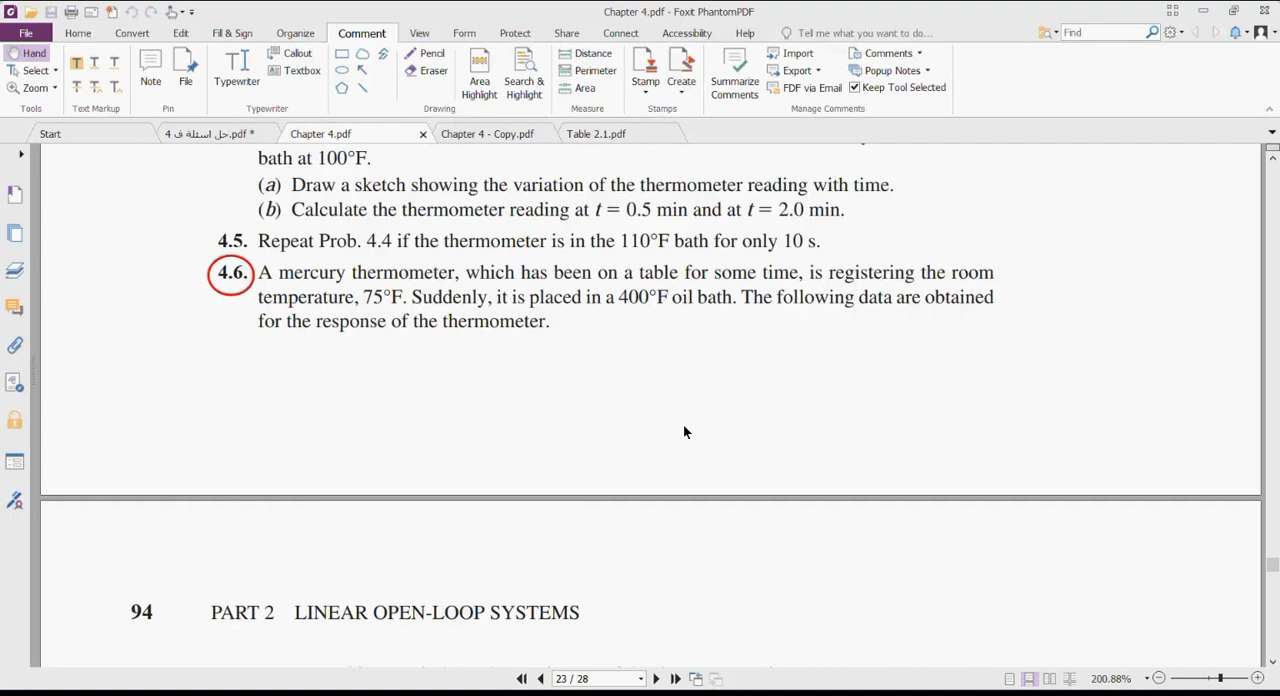 Chapter 4.pdf - Foxit PhantomPDF
File Home Convert Edit Fill & Sign Organize Comment View Form Protect Share Connect Accessibility Help Tell me what you want to do... Find
Hand
Select
Zoom
Tools
Text Markup
Note
File
Pin
Typewriter
Callout
Textbox
Typewriter
Pencil
Eraser
Drawing
Area Highlight
Search & Highlight
Distance
Perimeter
Area
Measure
Stamp
Create
Stamps
Summarize Comments
Import
Export
FDF via Email
Comments
Popup Notes
Keep Tool Selected
Manage Comments
Start
حل اسئلة ف 4.pdf *
Chapter 4.pdf
Chapter 4 - Copy.pdf
Table 2.1.pdf
bath at 100°F.
(a) Draw a sketch showing the variation of the thermometer reading with time.
(b) Calculate the thermometer reading at t = 0.5 min and at t = 2.0 min.
4.5. Repeat Prob. 4.4 if the thermometer is in the 110°F bath for only 10 s.
4.6. A mercury thermometer, which has been on a table for some time, is registering the room
temperature, 75°F. Suddenly, it is placed in a 400°F oil bath. The following data are obtained
for the response of the thermometer.
94 PART 2 LINEAR OPEN-LOOP SYSTEMS
23 / 28
200.88%